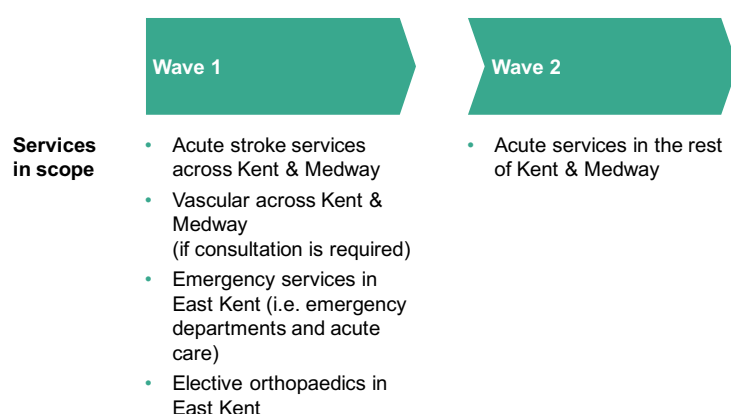 Wave 1
Wave 2
Services
in scope
• Acute stroke services
across Kent & Medway
• Vascular across Kent &
Medway
(if consultation is required)
• Emergency services in
East Kent (i.e. emergency
departments and acute
care)
• Elective orthopaedics in
East Kent
• Acute services in the rest
of Kent & Medway